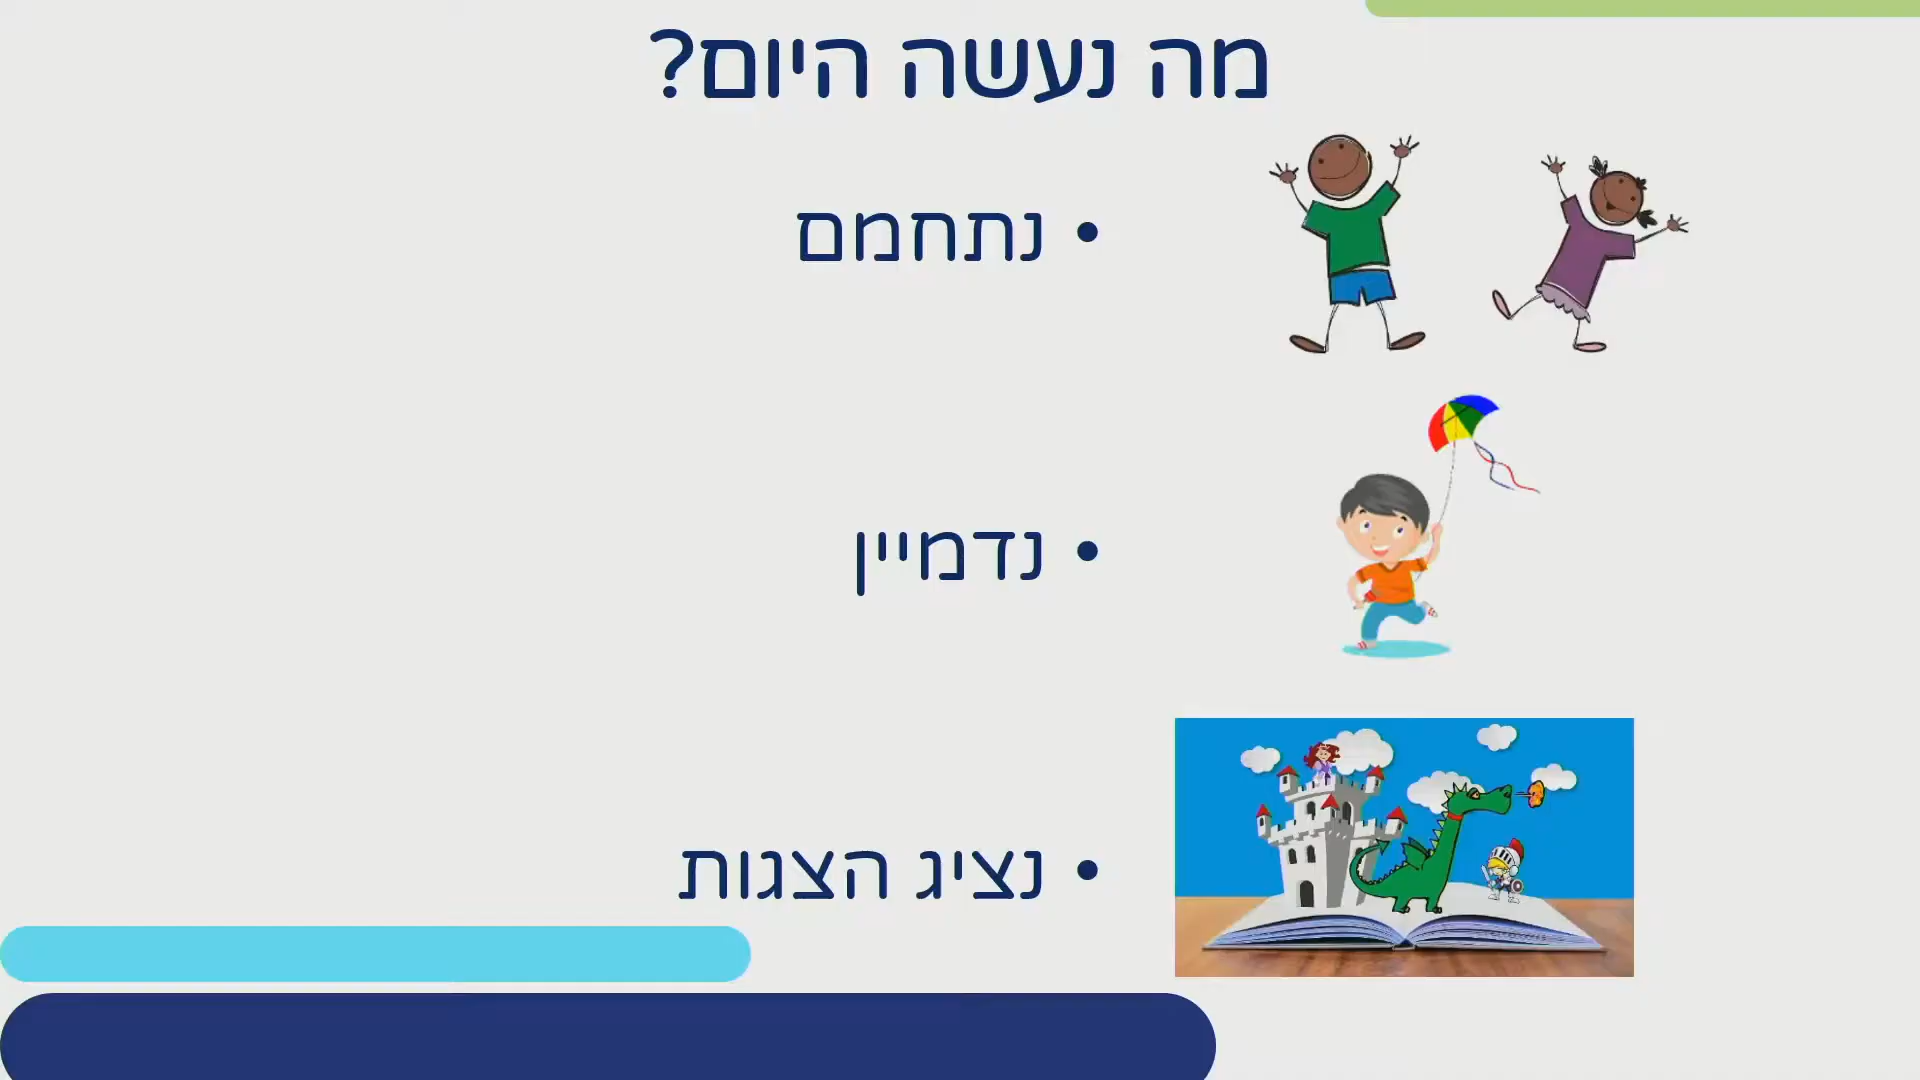 מה נעשה היום?
• נתחמם
• נדמיין
• נציג הצגות